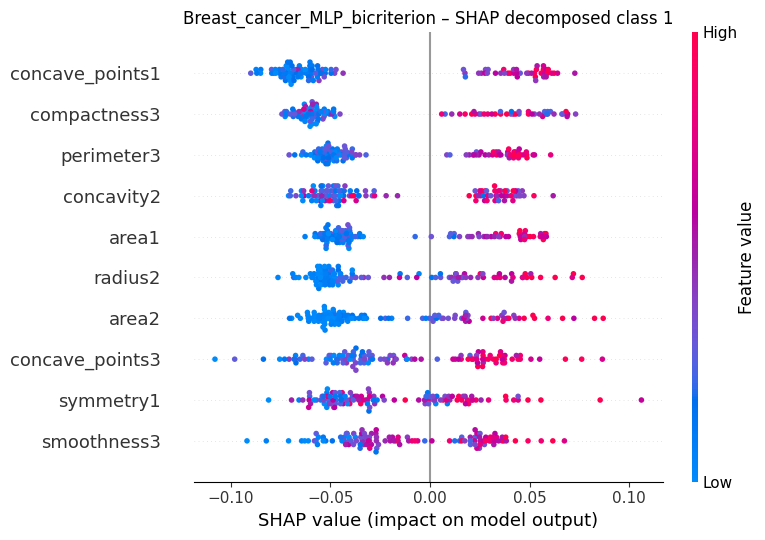 Breast_cancer_MLP_bicriterion – SHAP decomposed class 1
High
concave_points1
compactness3
perimeter3
concavity2
area1
radius2
area2
concave_points3
symmetry1
smoothness3
Feature value
Low
−0.10 −0.05 0.00 0.05 0.10
SHAP value (impact on model output)